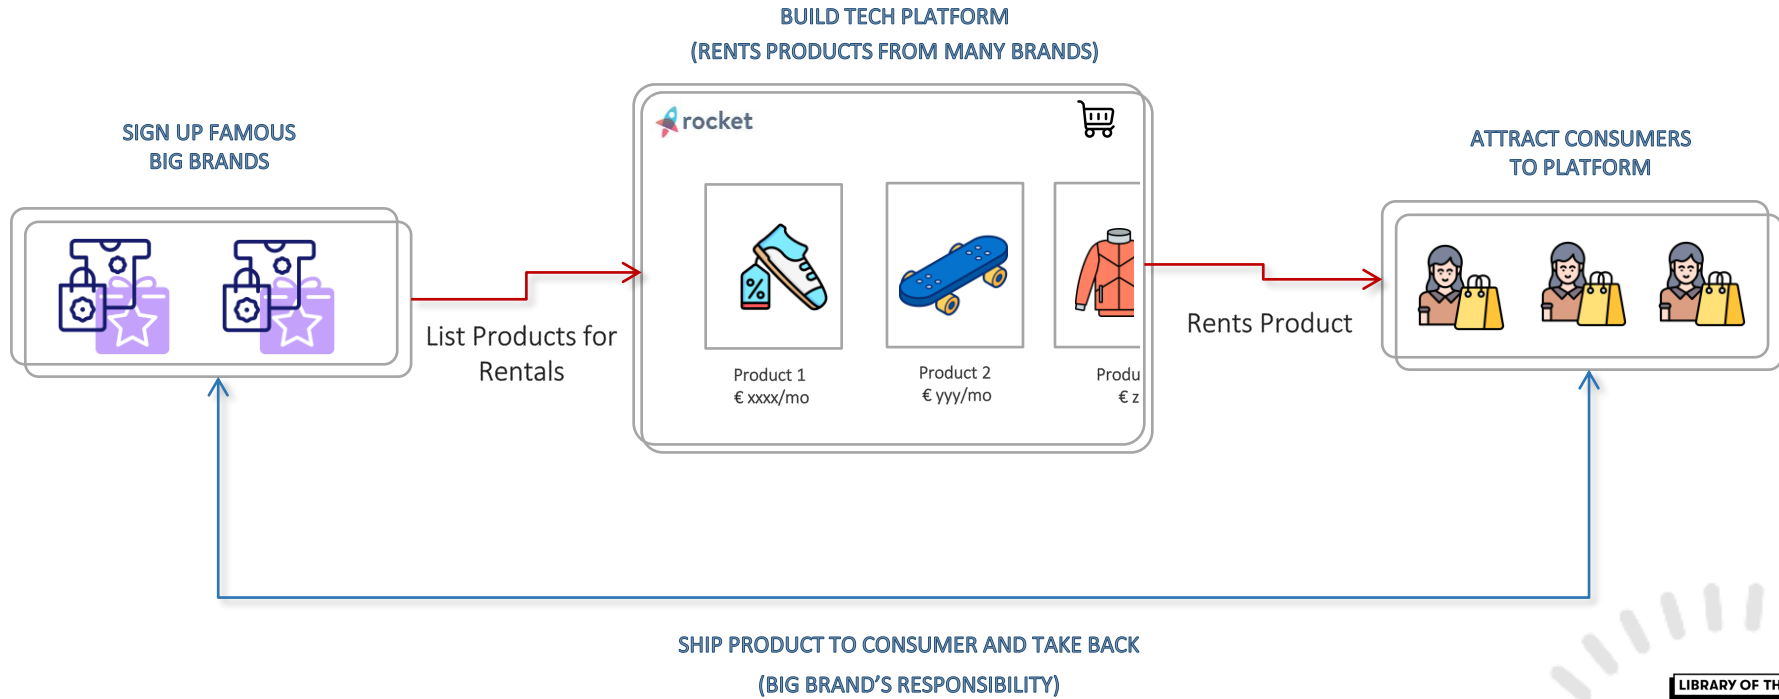 BUILD TECH PLATFORM
(RENTS PRODUCTS FROM MANY BRANDS)
SIGN UP FAMOUS
BIG BRANDS
rocket
ATTRACT CONSUMERS
TO PLATFORM
%
List Products for
Rentals
Rents Product
Product 1
€ xxxx/mo
Product 2
€ yyy/mo
Produ
€ z
SHIP PRODUCT TO CONSUMER AND TAKE BACK
(BIG BRAND’S RESPONSIBILITY)
LIBRARY OF TH